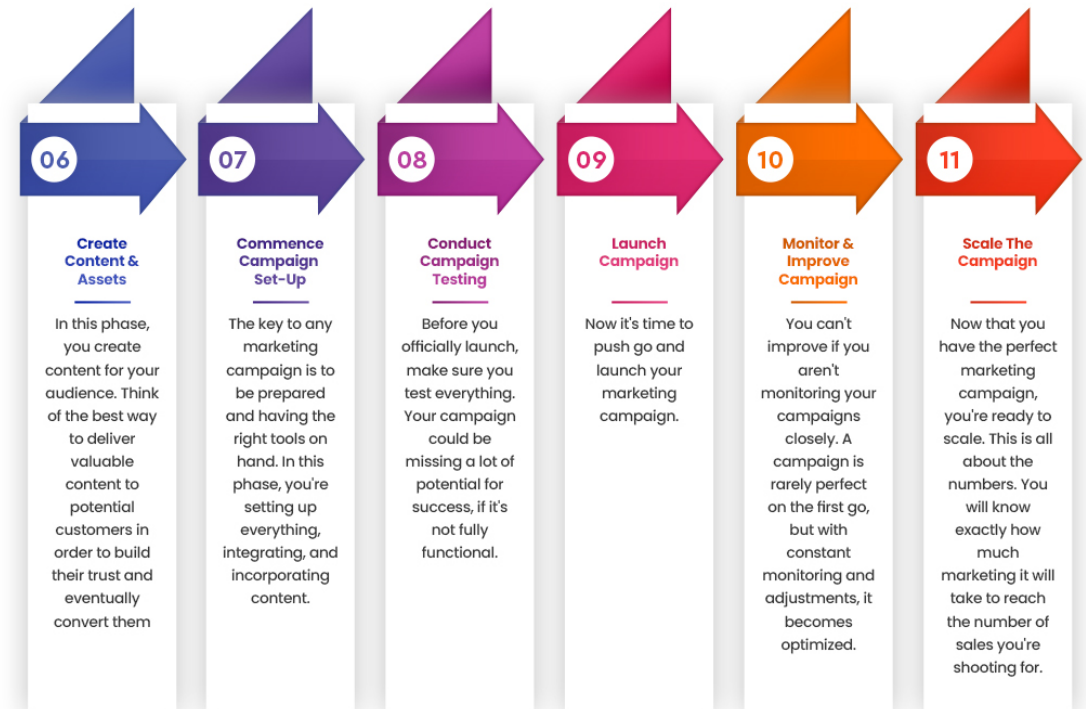 06
Create
Content &
Assets
In this phase,
you create
content for your
audience. Think
of the best way
to deliver
valuable
content to
potential
customers in
order to build
their trust and
eventually
convert them
07
Commence
Campaign
Set-Up
The key to any
marketing
campaign is to
be prepared
and having the
right tools on
hand. In this
phase, you're
setting up
everything,
integrating, and
incorporating
content.
08
Conduct
Campaign
Testing
Before you
officially launch,
make sure you
test everything.
Your campaign
could be
missing a lot of
potential for
success, if it's
not fully
functional.
09
Launch
Campaign
Now it's time to
push go and
launch your
marketing
campaign.
10
Monitor &
Improve
Campaign
You can't
improve if you
aren't
monitoring your
campaigns
closely. A
campaign is
rarely perfect
on the first go,
but with
constant
monitoring and
adjustments, it
becomes
optimized.
11
Scale The
Campaign
Now that you
have the perfect
marketing
campaign,
you're ready to
scale. This is all
about the
numbers. You
will know
exactly how
much
marketing it will
take to reach
the number of
sales you're
shooting for.